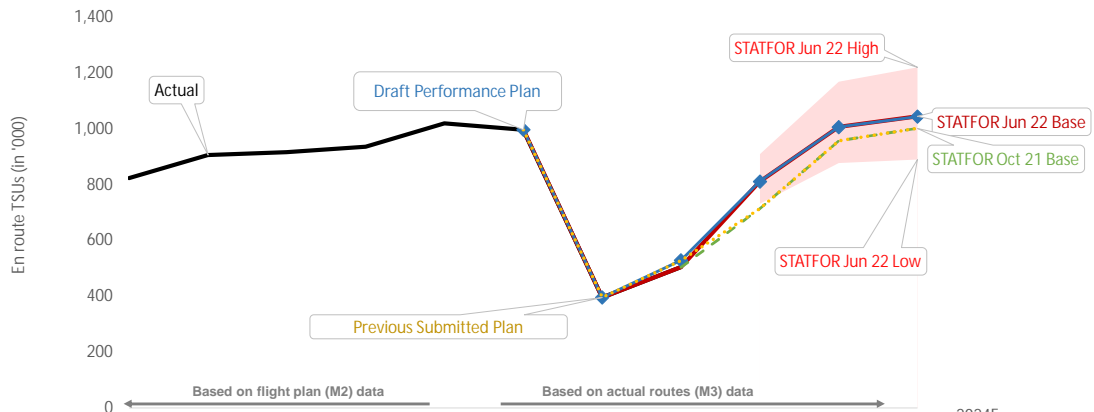 1,400
STATFOR Jun 22 High
1,200
Actual
Draft Performance Plan
1,000
STATFOR Jun 22 Base
STATFOR Oct 21 Base
800
En route TSUs (in '000)
600
STATFOR Jun 22 Low
400
Previous Submitted Plan
200
Based on flight plan (M2) data
Based on actual routes (M3) data
0